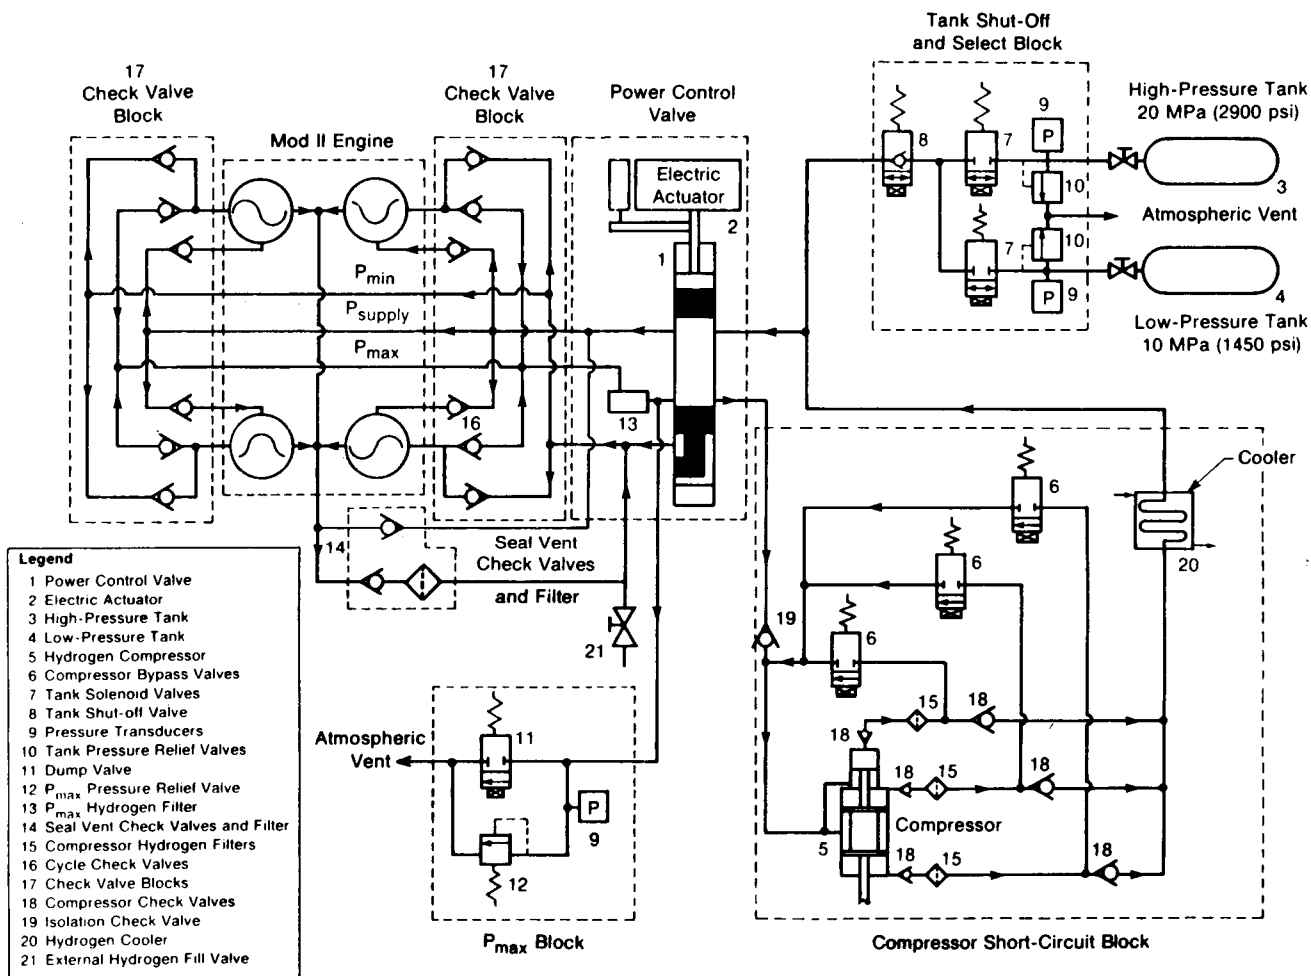 Tank Shut-Off
and Select Block
17
Check Valve
Block
17
Check Valve
Block
Power Control
Valve
Mod II Engine
Electric
Actuator
2
1
8
7
9
P
10
High-Pressure Tank
20 MPa (2900 psi)
3
Atmospheric Vent
7
10
P
9
4
Low-Pressure Tank
10 MPa (1450 psi)
Pmin
Psupply
Pmax
16
13
14
Seal Vent
Check Valves
and Filter
21
19
6
6
6
Cooler
20
15
18
18
18
15
18
Compressor
5
18
15
18
Atmospheric
Vent
11
P
9
12
Pmax Block
Compressor Short-Circuit Block
Legend
1 Power Control Valve
2 Electric Actuator
3 High-Pressure Tank
4 Low-Pressure Tank
5 Hydrogen Compressor
6 Compressor Bypass Valves
7 Tank Solenoid Valves
8 Tank Shut-off Valve
9 Pressure Transducers
10 Tank Pressure Relief Valves
11 Dump Valve
12 Pmax Pressure Relief Valve
13 Pmax Hydrogen Filter
14 Seal Vent Check Valves and Filter
15 Compressor Hydrogen Filters
16 Cycle Check Valves
17 Check Valve Blocks
18 Compressor Check Valves
19 Isolation Check Valve
20 Hydrogen Cooler
21 External Hydrogen Fill Valve